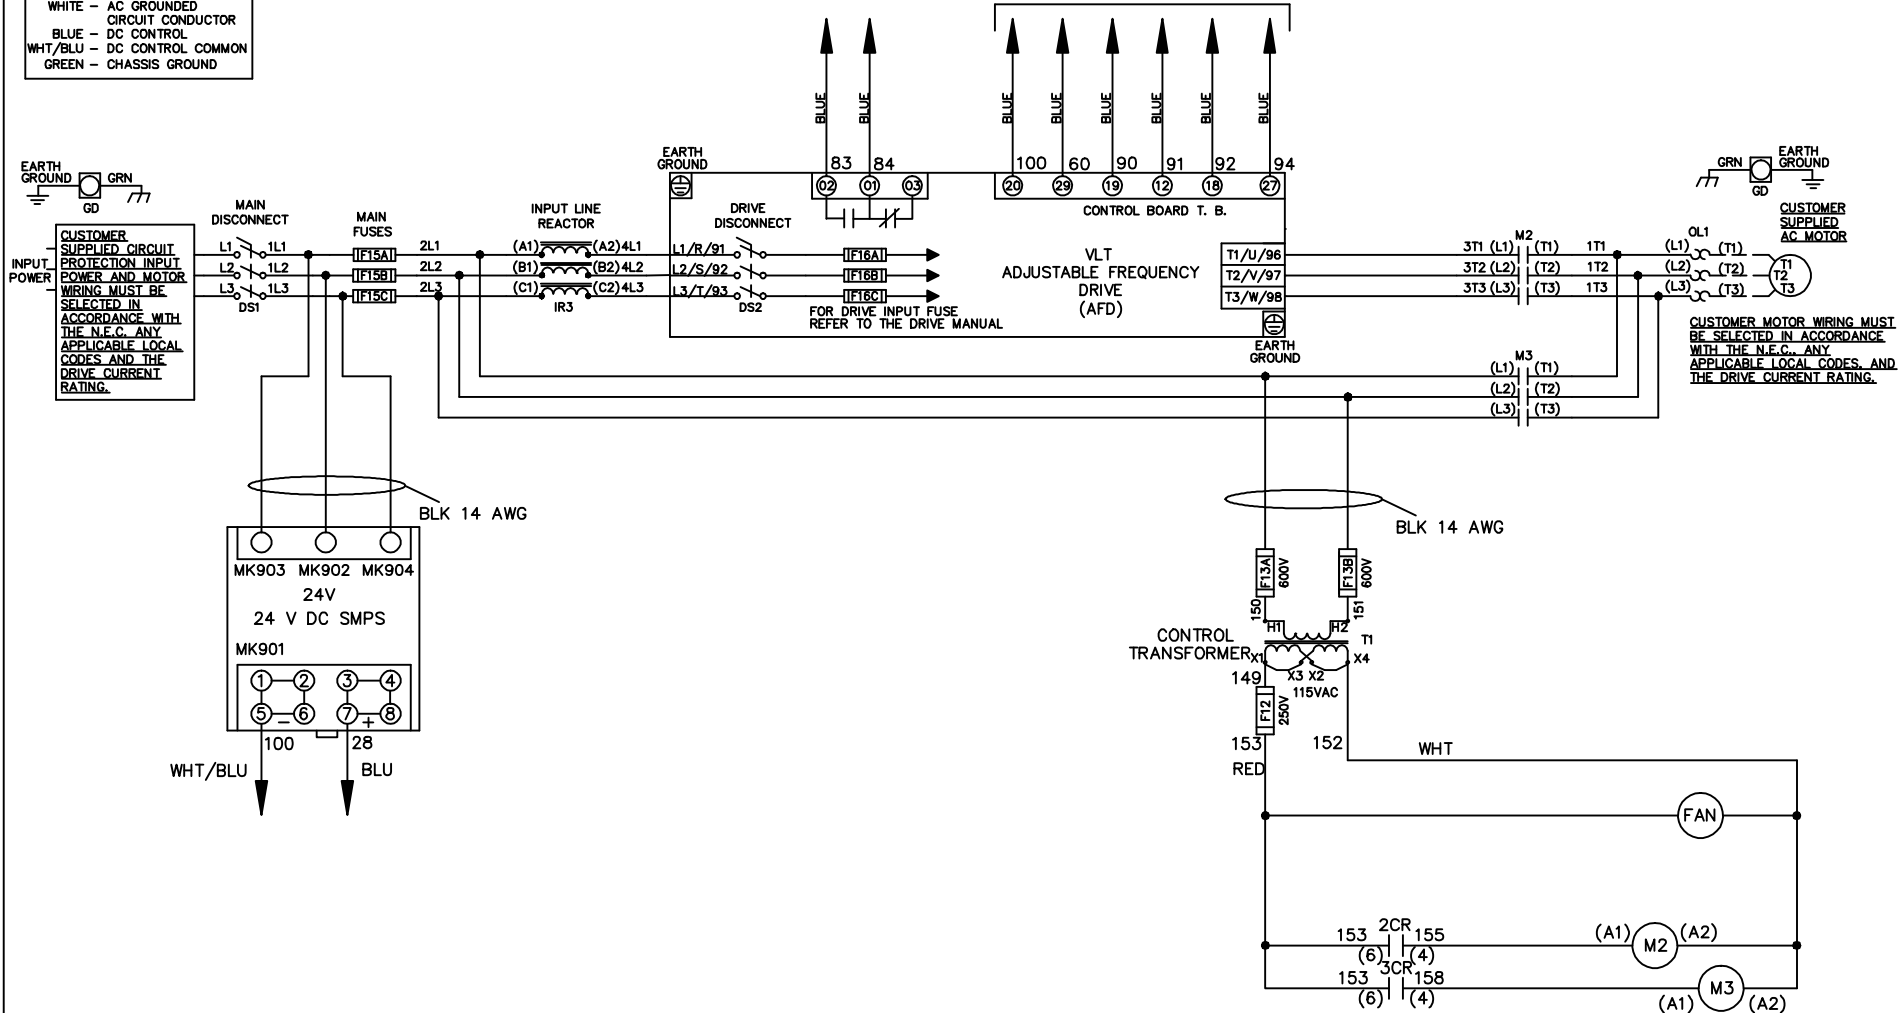 WHITE – AC GROUNDED
CIRCUIT CONDUCTOR
BLUE – DC CONTROL
WHT/BLU – DC CONTROL COMMON
GREEN – CHASSIS GROUND
BLUE BLUE BLUE BLUE BLUE BLUE BLUE BLUE
83 84 100 60 90 91 92 94
02 01 03 20 29 19 12 18 27
CONTROL BOARD T. B.
EARTH
GROUND
GRN
GD
INPUT
POWER
CUSTOMER
SUPPLIED CIRCUIT
PROTECTION INPUT
POWER AND MOTOR
WIRING MUST BE
SELECTED IN
ACCORDANCE WITH
THE N.E.C. ANY
APPLICABLE LOCAL
CODES AND THE
DRIVE CURRENT
RATING.
MAIN
DISCONNECT
L1 1L1
L2 1L2
L3 1L3
DS1
MAIN
FUSES
F15A 2L1
F15B 2L2
F15C 2L3
INPUT LINE
REACTOR
(A1) (A2) 4L1
(B1) (B2) 4L2
(C1) (C2) 4L3
IR3
EARTH
GROUND
DRIVE
DISCONNECT
L1/R/91
L2/S/92
L3/T/93
DS2
F16A
F16B
F16C
FOR DRIVE INPUT FUSE
REFER TO THE DRIVE MANUAL
VLT
ADJUSTABLE FREQUENCY
DRIVE
(AFD)
T1/U/96
T2/V/97
T3/W/98
EARTH
GROUND
M2
3T1 (L1) (T1) 1T1
3T2 (L2) (T2) 1T2
3T3 (L3) (T3) 1T3
M3
(L1) (T1)
(L2) (T2)
(L3) (T3)
OL1
(L1) (T1)
(L2) (T2)
(L3) (T3)
T1
T2
T3
GRN
EARTH
GROUND
GD
CUSTOMER
SUPPLIED
AC MOTOR
CUSTOMER MOTOR WIRING MUST
BE SELECTED IN ACCORDANCE
WITH THE N.E.C., ANY
APPLICABLE LOCAL CODES, AND
THE DRIVE CURRENT RATING.
BLK 14 AWG
MK903 MK902 MK904
24V
24 V DC SMPS
MK901
1 2 3 4
5 – 6 7 + 8
100 28
WHT/BLU BLU
BLK 14 AWG
F13A 600V F13B 600V
150 151
H1 H2
T1
CONTROL
TRANSFORMER
X1 X4
X3 X2
149
115VAC
F12 250V
153 152
RED
WHT
FAN
2CR
153 155
(6) (4)
(A1) M2 (A2)
3CR
153 158
(6) (4)
M3
(A1) (A2)